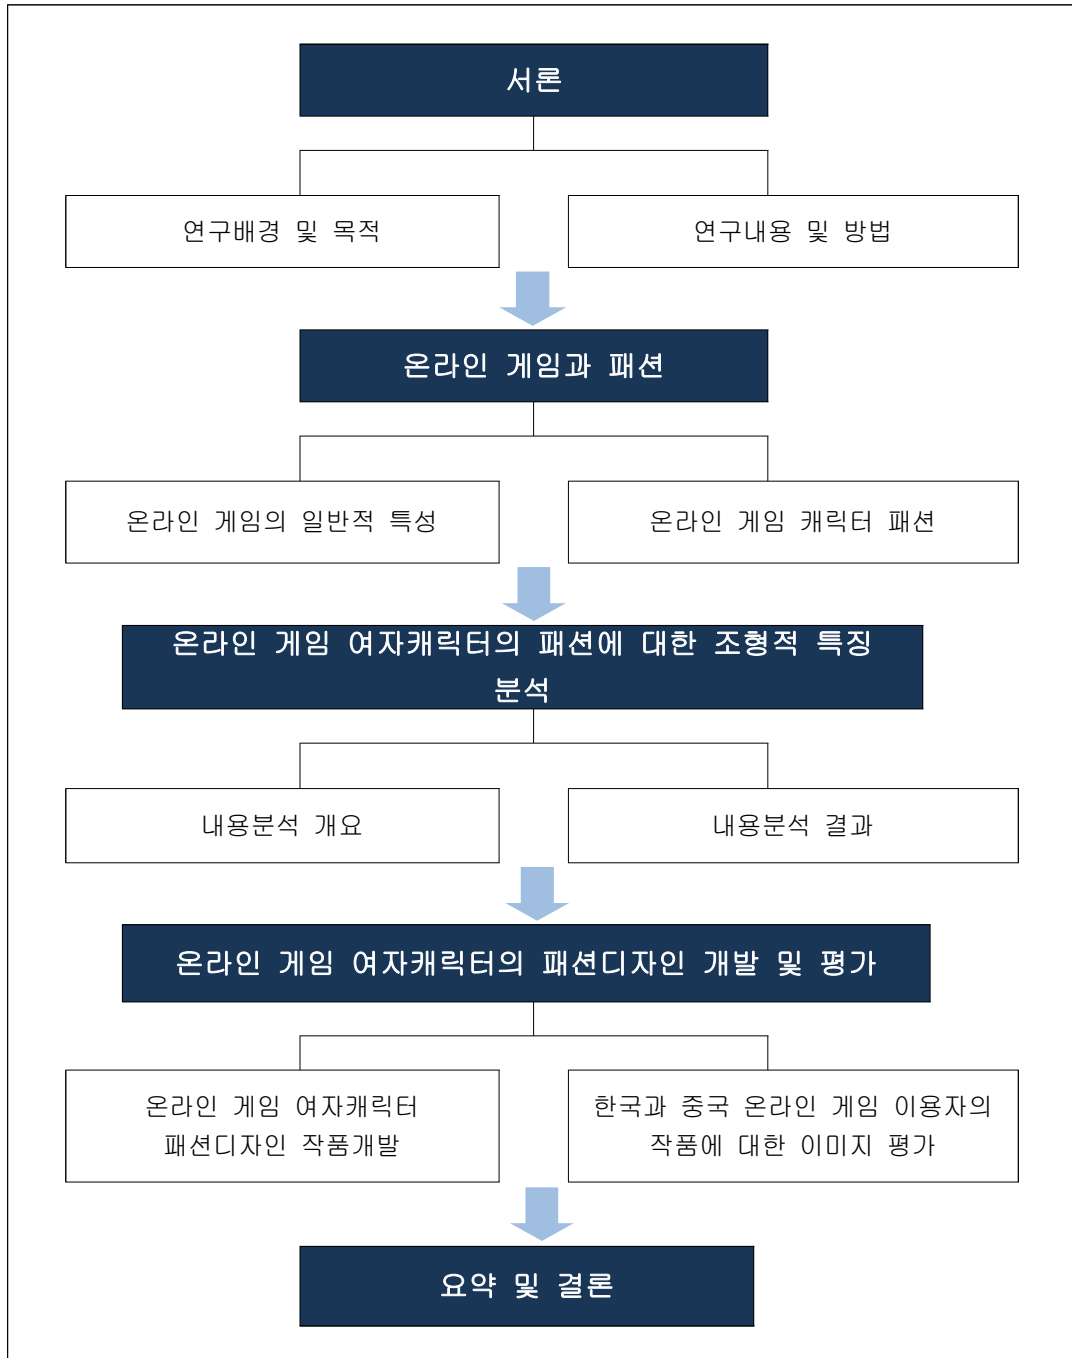 서론
연구배경 및 목적
연구내용 및 방법
온라인 게임과 패션
온라인 게임의 일반적 특성
온라인 게임 캐릭터 패션
온라인 게임 여자캐릭터의 패션에 대한 조형적 특징
분석
내용분석 개요
내용분석 결과
온라인 게임 여자캐릭터의 패션디자인 개발 및 평가
온라인 게임 여자캐릭터
패션디자인 작품개발
한국과 중국 온라인 게임 이용자의
작품에 대한 이미지 평가
요약 및 결론